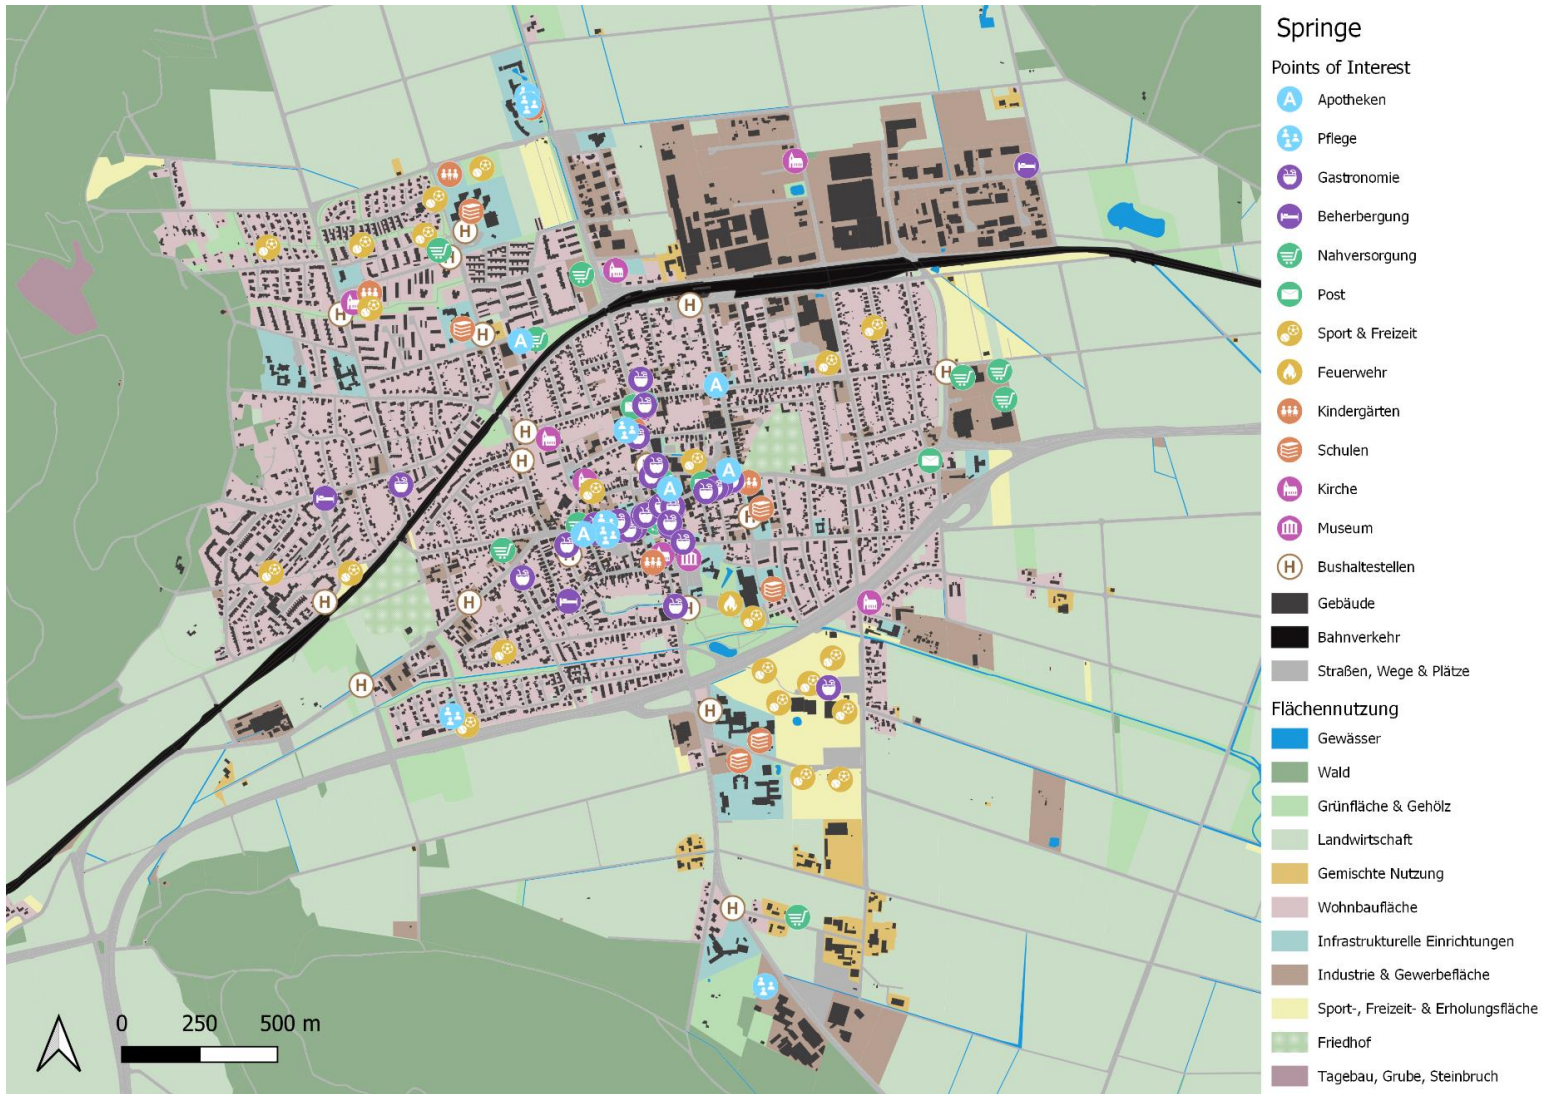 Springe
Points of Interest
A Apotheken
Pflege
Gastronomie
Beherbergung
Nahversorgung
Post
Sport & Freizeit
Feuerwehr
Kindergärten
Schulen
Kirche
Museum
H Bushaltestellen
Gebäude
Bahnverkehr
Straßen, Wege & Plätze
Flächennutzung
Gewässer
Wald
Grünfläche & Gehölz
Landwirtschaft
Gemischte Nutzung
Wohnbaufläche
Infrastrukturelle Einrichtungen
Industrie & Gewerbefläche
Sport-, Freizeit- & Erholungsfläche
Friedhof
Tagebau, Grube, Steinbruch
0 250 500 m